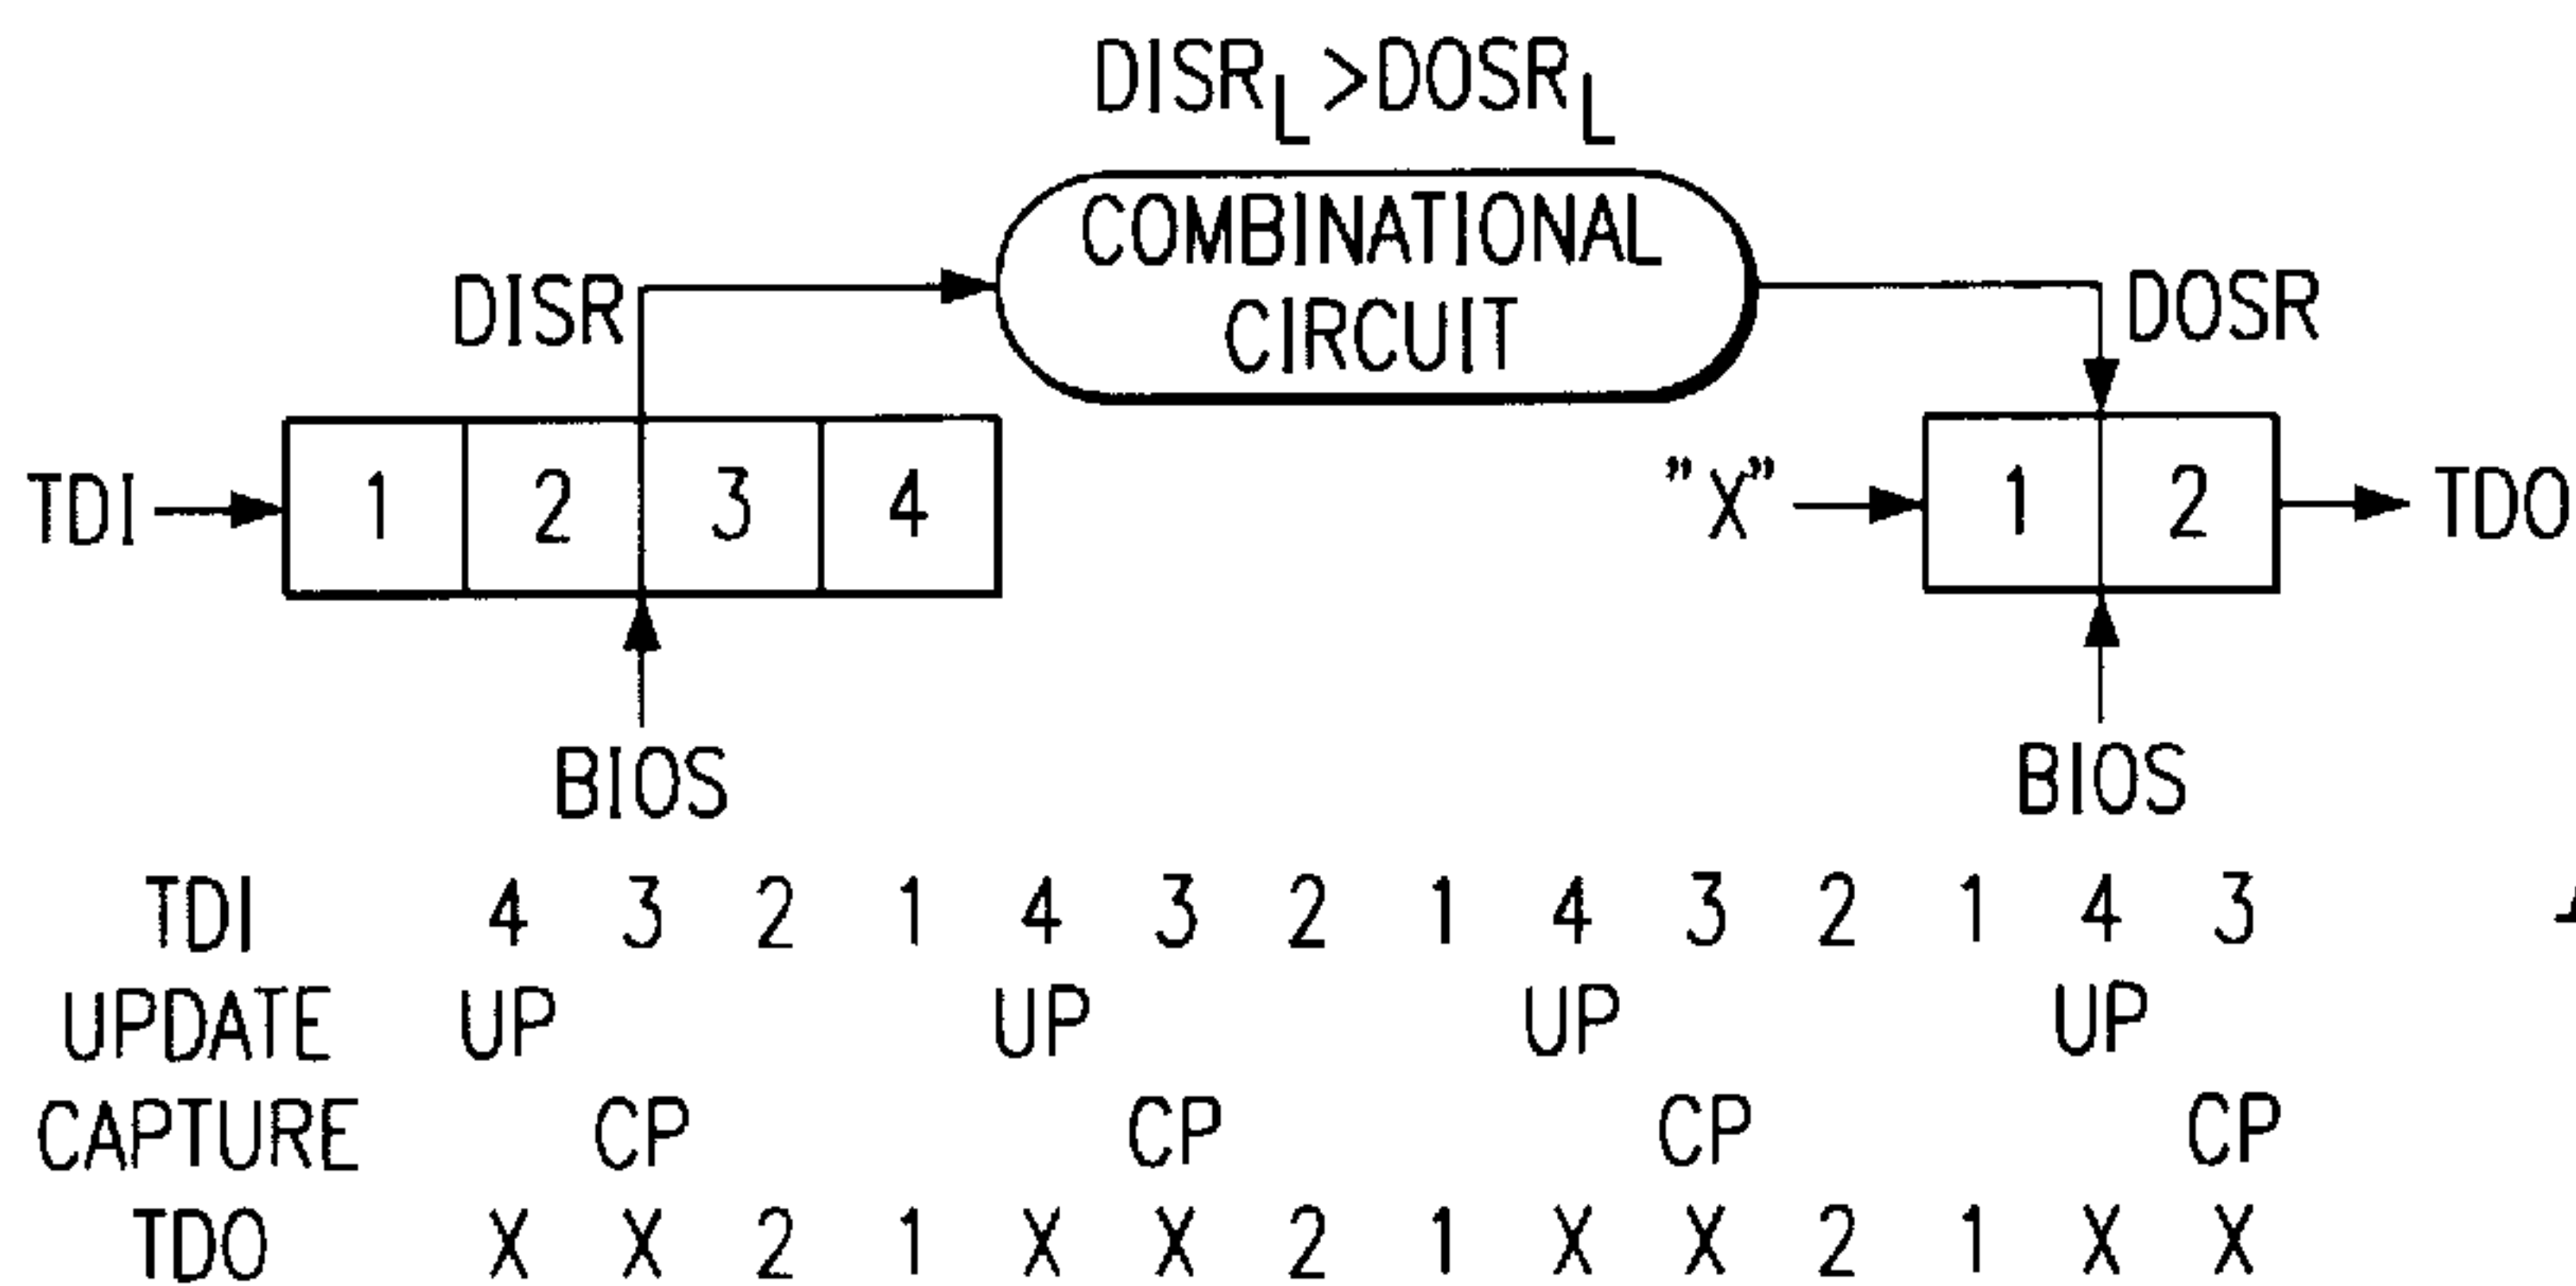 DISRL>DOSRL
COMBINATIONAL
CIRCUIT
DISR
DOSR
TDI
1 2 3 4
"X"
1 2
TDO
BIOS
BIOS
TDI 4 3 2 1 4 3 2 1 4 3 2 1 4 3
UPDATE UP UP UP UP
CAPTURE CP CP CP CP
TDO X X 2 1 X X 2 1 X X 2 1 X X